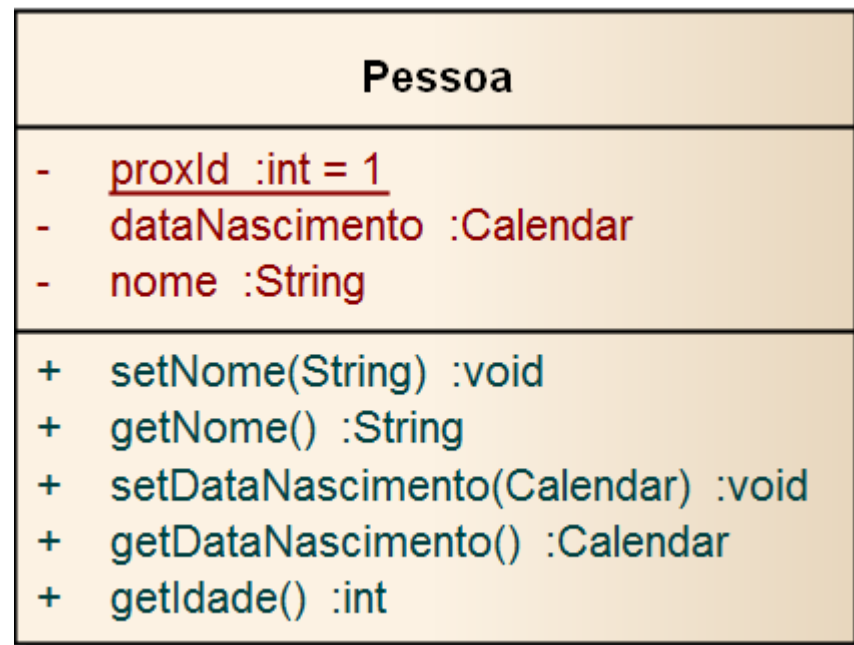 Pessoa
- proxId :int = 1
- dataNascimento :Calendar
- nome :String
+ setNome(String) :void
+ getNome() :String
+ setDataNascimento(Calendar) :void
+ getDataNascimento() :Calendar
+ getIdade() :int